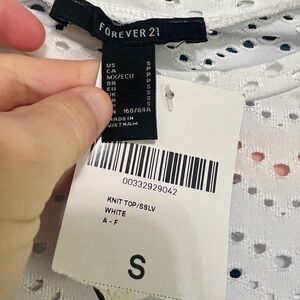 FOREVER 21
US S
CA P
MX/ECU P
BR P
EU S
UK S
160/84A
MADE IN
VIETNAM
00332929042
KNIT TOP/SSLV
WHITE
A - F
S